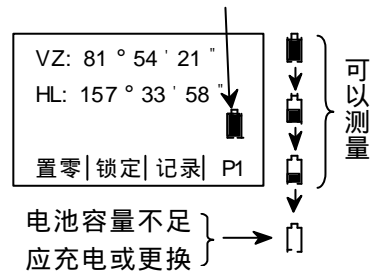 VZ: 81 ° 54 ' 21 "
HL: 157 ° 33 ' 58 "
置零 锁定 记录 P1
可以测量
电池容量不足
应充电或更换